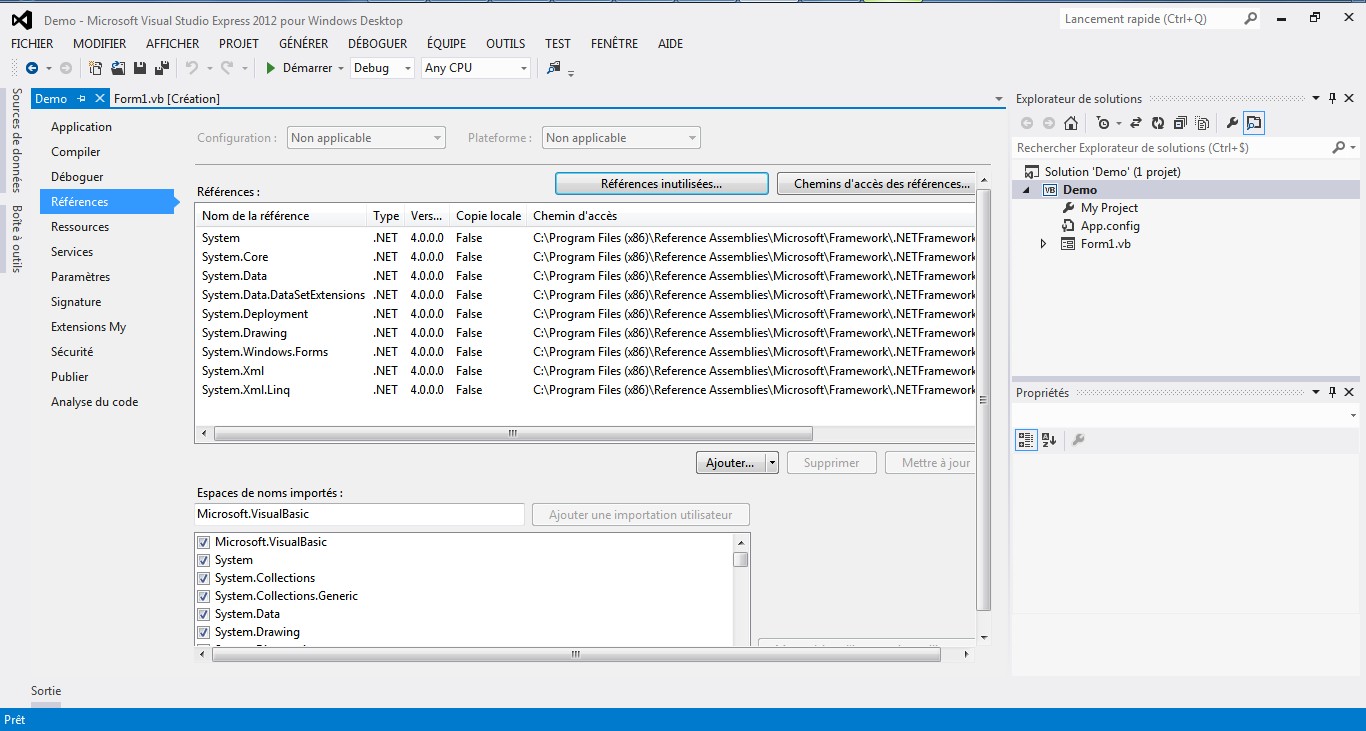 Demo - Microsoft Visual Studio Express 2012 pour Windows Desktop
Lancement rapide (Ctrl+Q)
FICHIER MODIFIER AFFICHER PROJET GÉNÉRER DÉBOGUER ÉQUIPE OUTILS TEST FENÊTRE AIDE
Démarrer Debug Any CPU
Sources de données
Boîte à outils
Demo Form1.vb [Création]
Application
Compiler
Déboguer
Références
Ressources
Services
Paramètres
Signature
Extensions My
Sécurité
Publier
Analyse du code
Configuration : Non applicable Plateforme : Non applicable
Références : Références inutilisées... Chemins d'accès des références...
Nom de la référence Type Vers... Copie locale Chemin d'accès
System .NET 4.0.0.0 False C:\Program Files (x86)\Reference Assemblies\Microsoft\Framework\.NETFramework
System.Core .NET 4.0.0.0 False C:\Program Files (x86)\Reference Assemblies\Microsoft\Framework\.NETFramework
System.Data .NET 4.0.0.0 False C:\Program Files (x86)\Reference Assemblies\Microsoft\Framework\.NETFramework
System.Data.DataSetExtensions .NET 4.0.0.0 False C:\Program Files (x86)\Reference Assemblies\Microsoft\Framework\.NETFramework
System.Deployment .NET 4.0.0.0 False C:\Program Files (x86)\Reference Assemblies\Microsoft\Framework\.NETFramework
System.Drawing .NET 4.0.0.0 False C:\Program Files (x86)\Reference Assemblies\Microsoft\Framework\.NETFramework
System.Windows.Forms .NET 4.0.0.0 False C:\Program Files (x86)\Reference Assemblies\Microsoft\Framework\.NETFramework
System.Xml .NET 4.0.0.0 False C:\Program Files (x86)\Reference Assemblies\Microsoft\Framework\.NETFramework
System.Xml.Linq .NET 4.0.0.0 False C:\Program Files (x86)\Reference Assemblies\Microsoft\Framework\.NETFramework
Ajouter... Supprimer Mettre à jour
Espaces de noms importés :
Microsoft.VisualBasic Ajouter une importation utilisateur
Microsoft.VisualBasic
System
System.Collections
System.Collections.Generic
System.Data
System.Drawing
Explorateur de solutions
Rechercher Explorateur de solutions (Ctrl+$)
Solution 'Demo' (1 projet)
VB Demo
My Project
App.config
Form1.vb
Propriétés
Sortie
Prêt